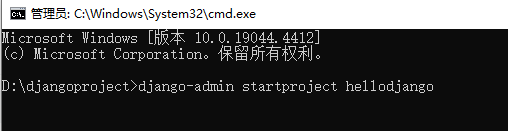 管理员: C:\Windows\System32\cmd.exe
Microsoft Windows [版本 10.0.19044.4412]
(c) Microsoft Corporation。保留所有权利。
D:\djangoproject>django-admin startproject hellodjango